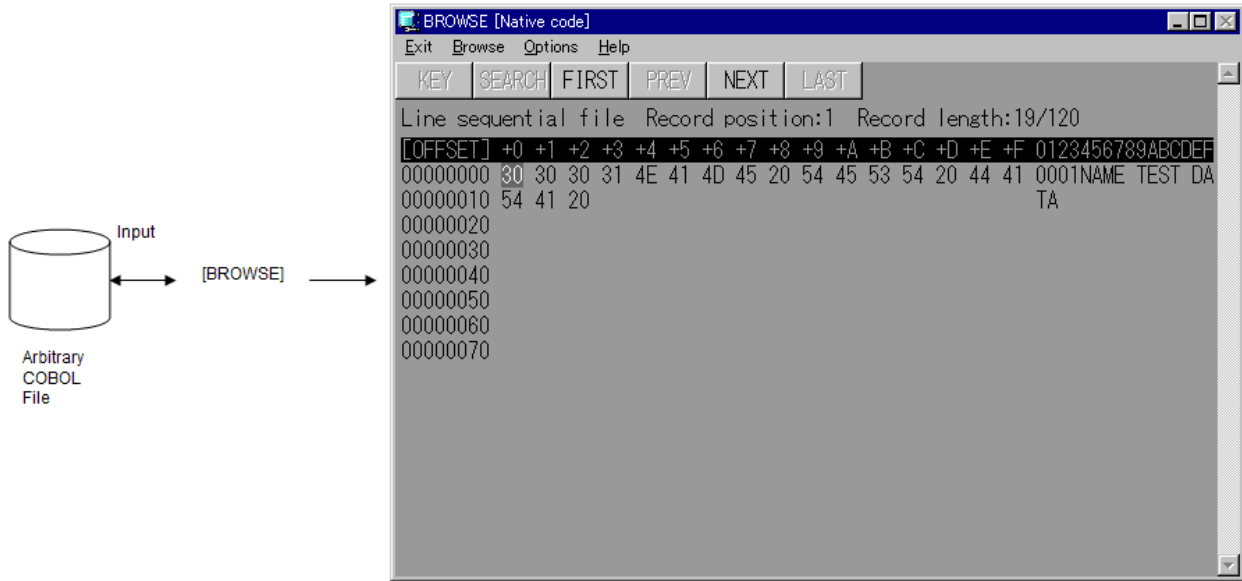 Input
[BROWSE]
Arbitrary
COBOL
File
BROWSE [Native code]
Exit Browse Options Help
KEY SEARCH FIRST PREV NEXT LAST
Line sequential file Record position:1 Record length:19/120
[OFFSET] +0 +1 +2 +3 +4 +5 +6 +7 +8 +9 +A +B +C +D +E +F 0123456789ABCDEF
00000000 30 30 30 31 4E 41 4D 45 20 54 45 53 54 20 44 41 0001NAME TEST DA
00000010 54 41 20 TA
00000020
00000030
00000040
00000050
00000060
00000070